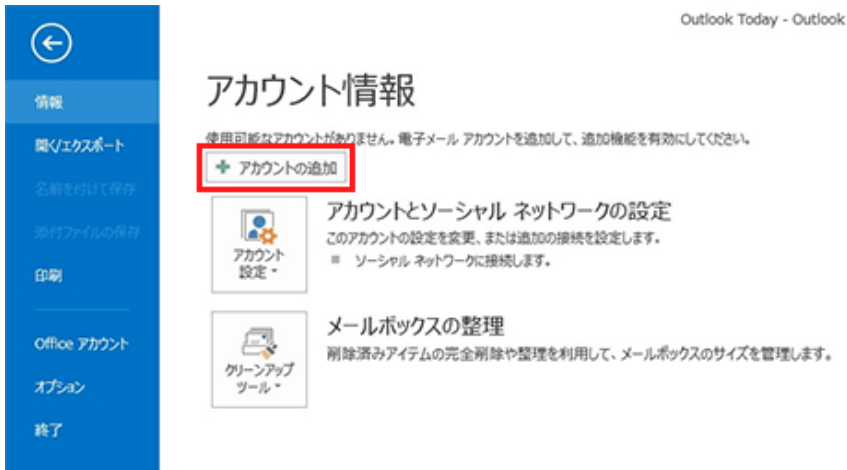 Outlook Today - Outlook
情報
開く/エクスポート
名前を付けて保存
添付ファイルの保存
印刷
Office アカウント
オプション
終了
アカウント情報
使用可能なアカウントがありません。電子メール アカウントを追加して、追加機能を有効にしてください。
アカウントの追加
アカウント
設定
アカウントとソーシャル ネットワークの設定
このアカウントの設定を変更、または追加の接続を設定します。
ソーシャル ネットワークに接続します。
クリーンアップ
ツール
メールボックスの整理
削除済みアイテムの完全削除や整理を利用して、メールボックスのサイズを管理します。